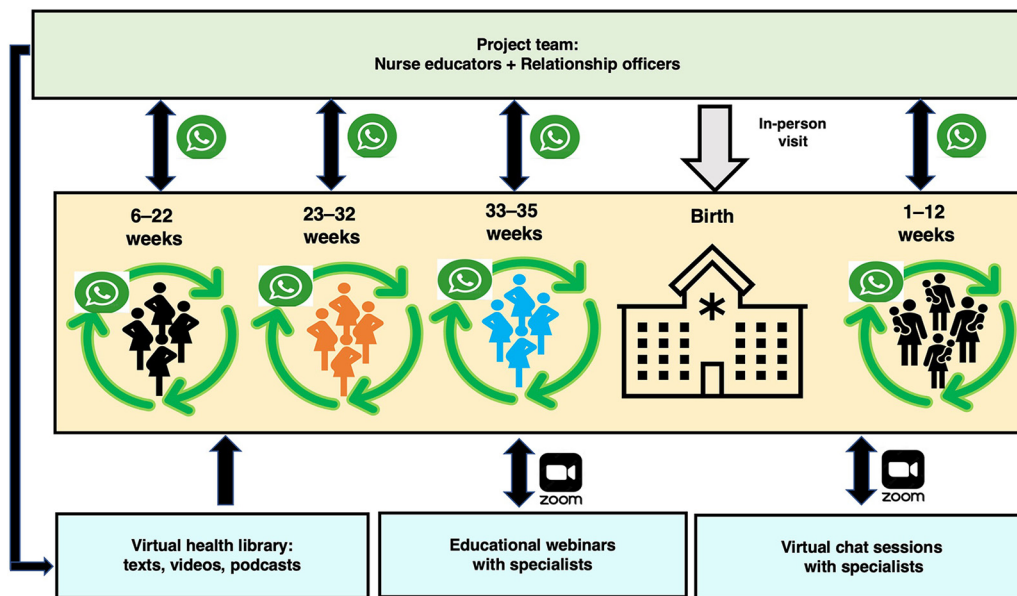 Project team:
Nurse educators + Relationship officers
In-person
visit
6–22
weeks
23–32
weeks
33–35
weeks
Birth
1–12
weeks
zoom
zoom
Virtual health library:
texts, videos, podcasts
Educational webinars
with specialists
Virtual chat sessions
with specialists